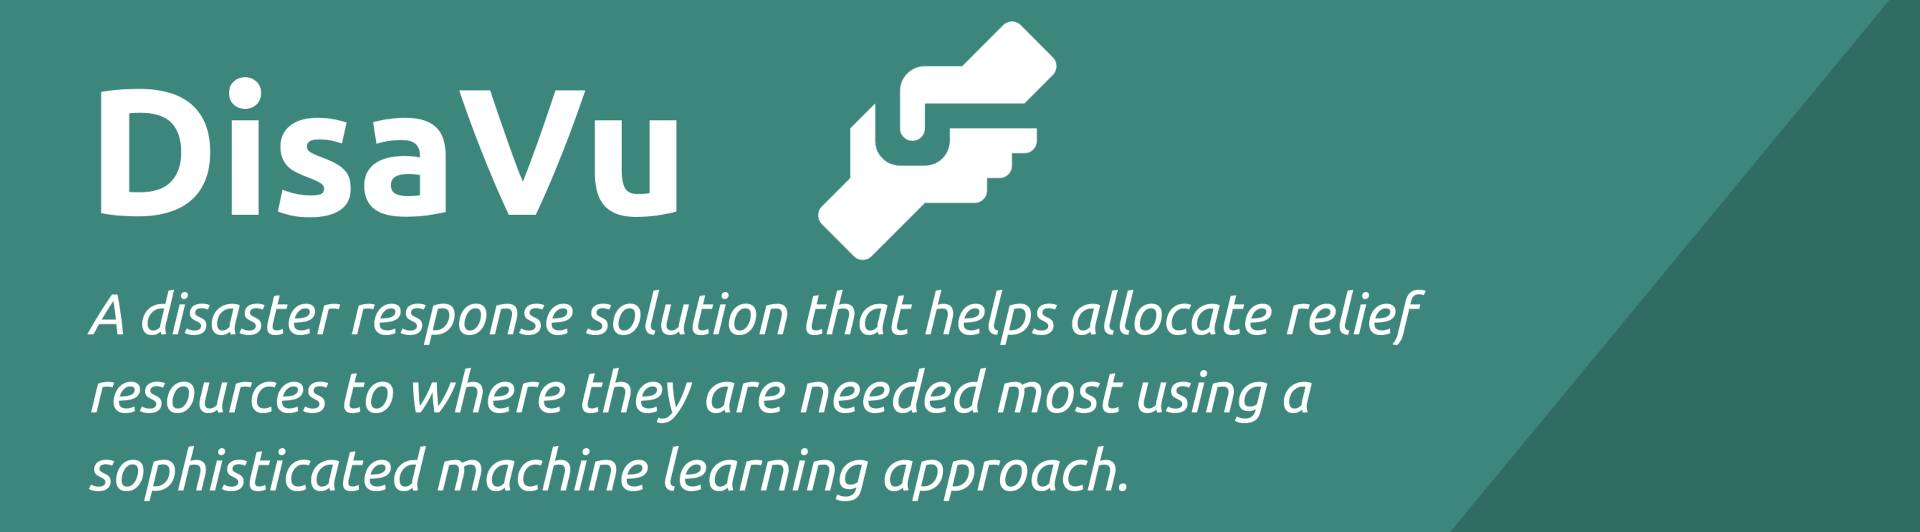 DisaVu
A disaster response solution that helps allocate relief
resources to where they are needed most using a
sophisticated machine learning approach.